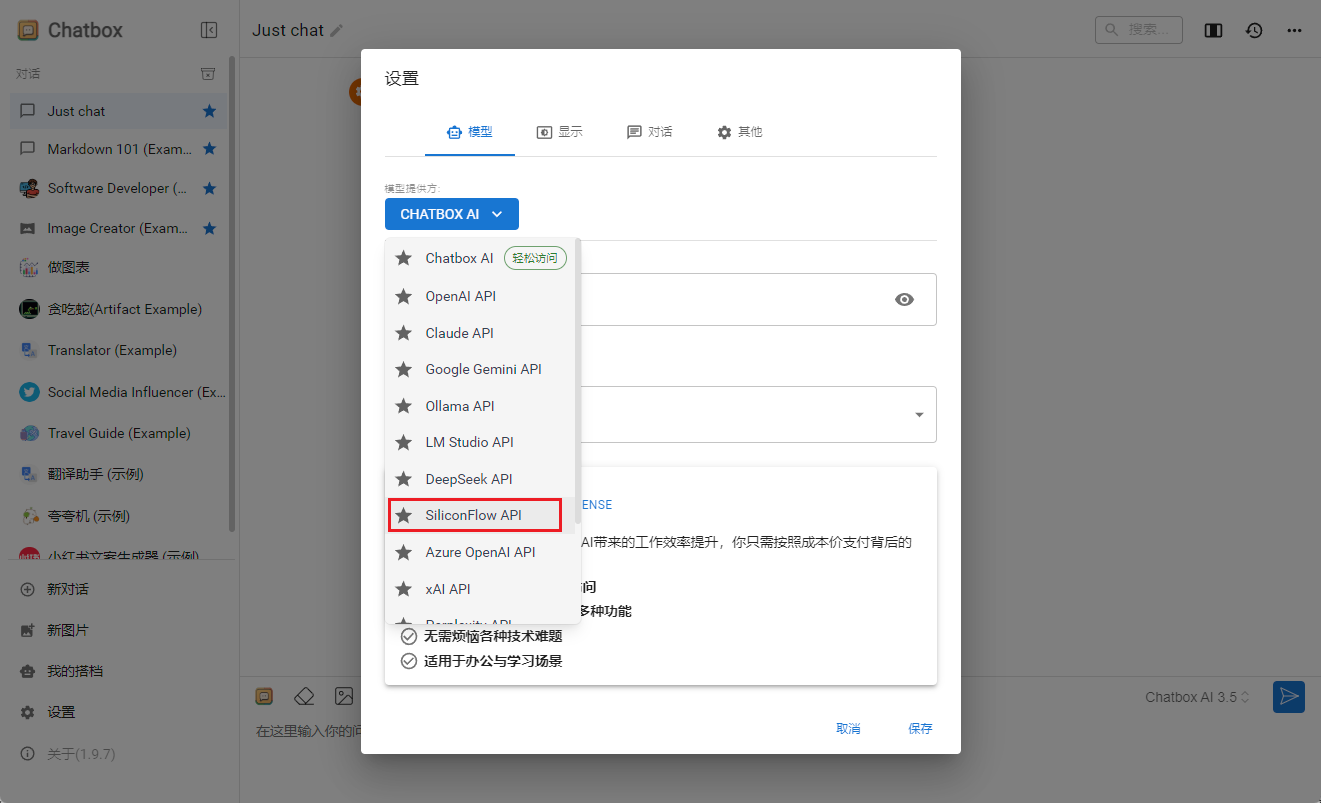 Chatbox
对话
Just chat
Markdown 101 (Exam...
Software Developer (...
Image Creator (Exam...
做图表
贪吃蛇(Artifact Example)
Translator (Example)
Social Media Influencer (Ex...
Travel Guide (Example)
翻译助手 (示例)
夸夸机 (示例)
小红书文案生成器 (示例)
新对话
新图片
我的搭档
设置
关于(1.9.7)
Just chat
搜索...
设置
模型
显示
对话
其他
模型提供方:
CHATBOX AI
Chatbox AI 轻松访问
OpenAI API
Claude API
Google Gemini API
Ollama API
LM Studio API
DeepSeek API
SiliconFlow API
Azure OpenAI API
xAI API
Perplexity API
ENSE
AI带来的工作效率提升，你只需按照成本价支付背后的
问
多种功能
无需烦恼各种技术难题
适用于办公与学习场景
取消
保存
在这里输入你的问
Chatbox AI 3.5